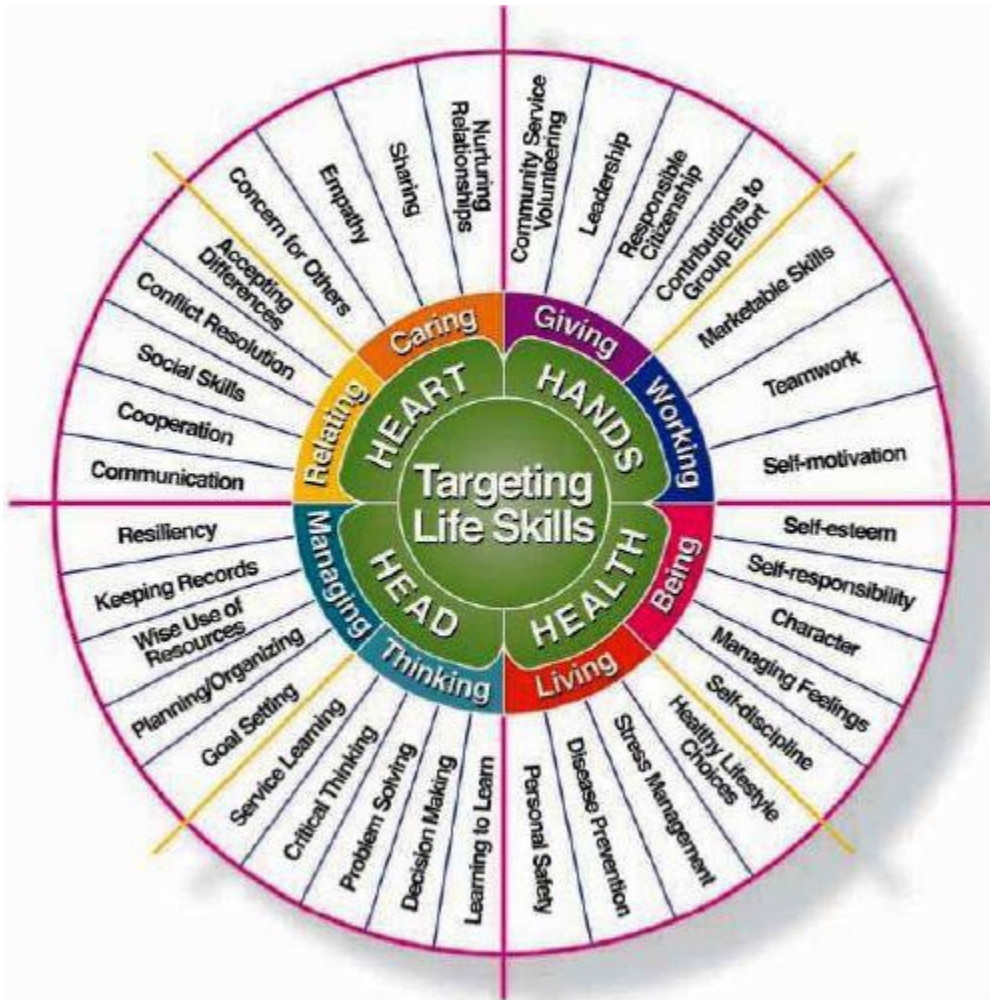 Targeting
Life Skills
HEART
HANDS
HEALTH
HEAD
Caring
Giving
Working
Being
Living
Thinking
Managing
Relating
Nurturing
Relationships
Sharing
Empathy
Concern for Others
Community Service
Volunteering
Leadership
Responsible
Citizenship
Contributions to
Group Effort
Marketable Skills
Teamwork
Self-motivation
Self-esteem
Self-responsibility
Character
Managing Feelings
Self-discipline
Healthy Lifestyle
Choices
Stress Management
Disease Prevention
Personal Safety
Learning to Learn
Decision Making
Problem Solving
Critical Thinking
Service Learning
Goal Setting
Planning/Organizing
Wise Use of
Resources
Keeping Records
Resiliency
Communication
Cooperation
Social Skills
Conflict Resolution
Accepting
Differences